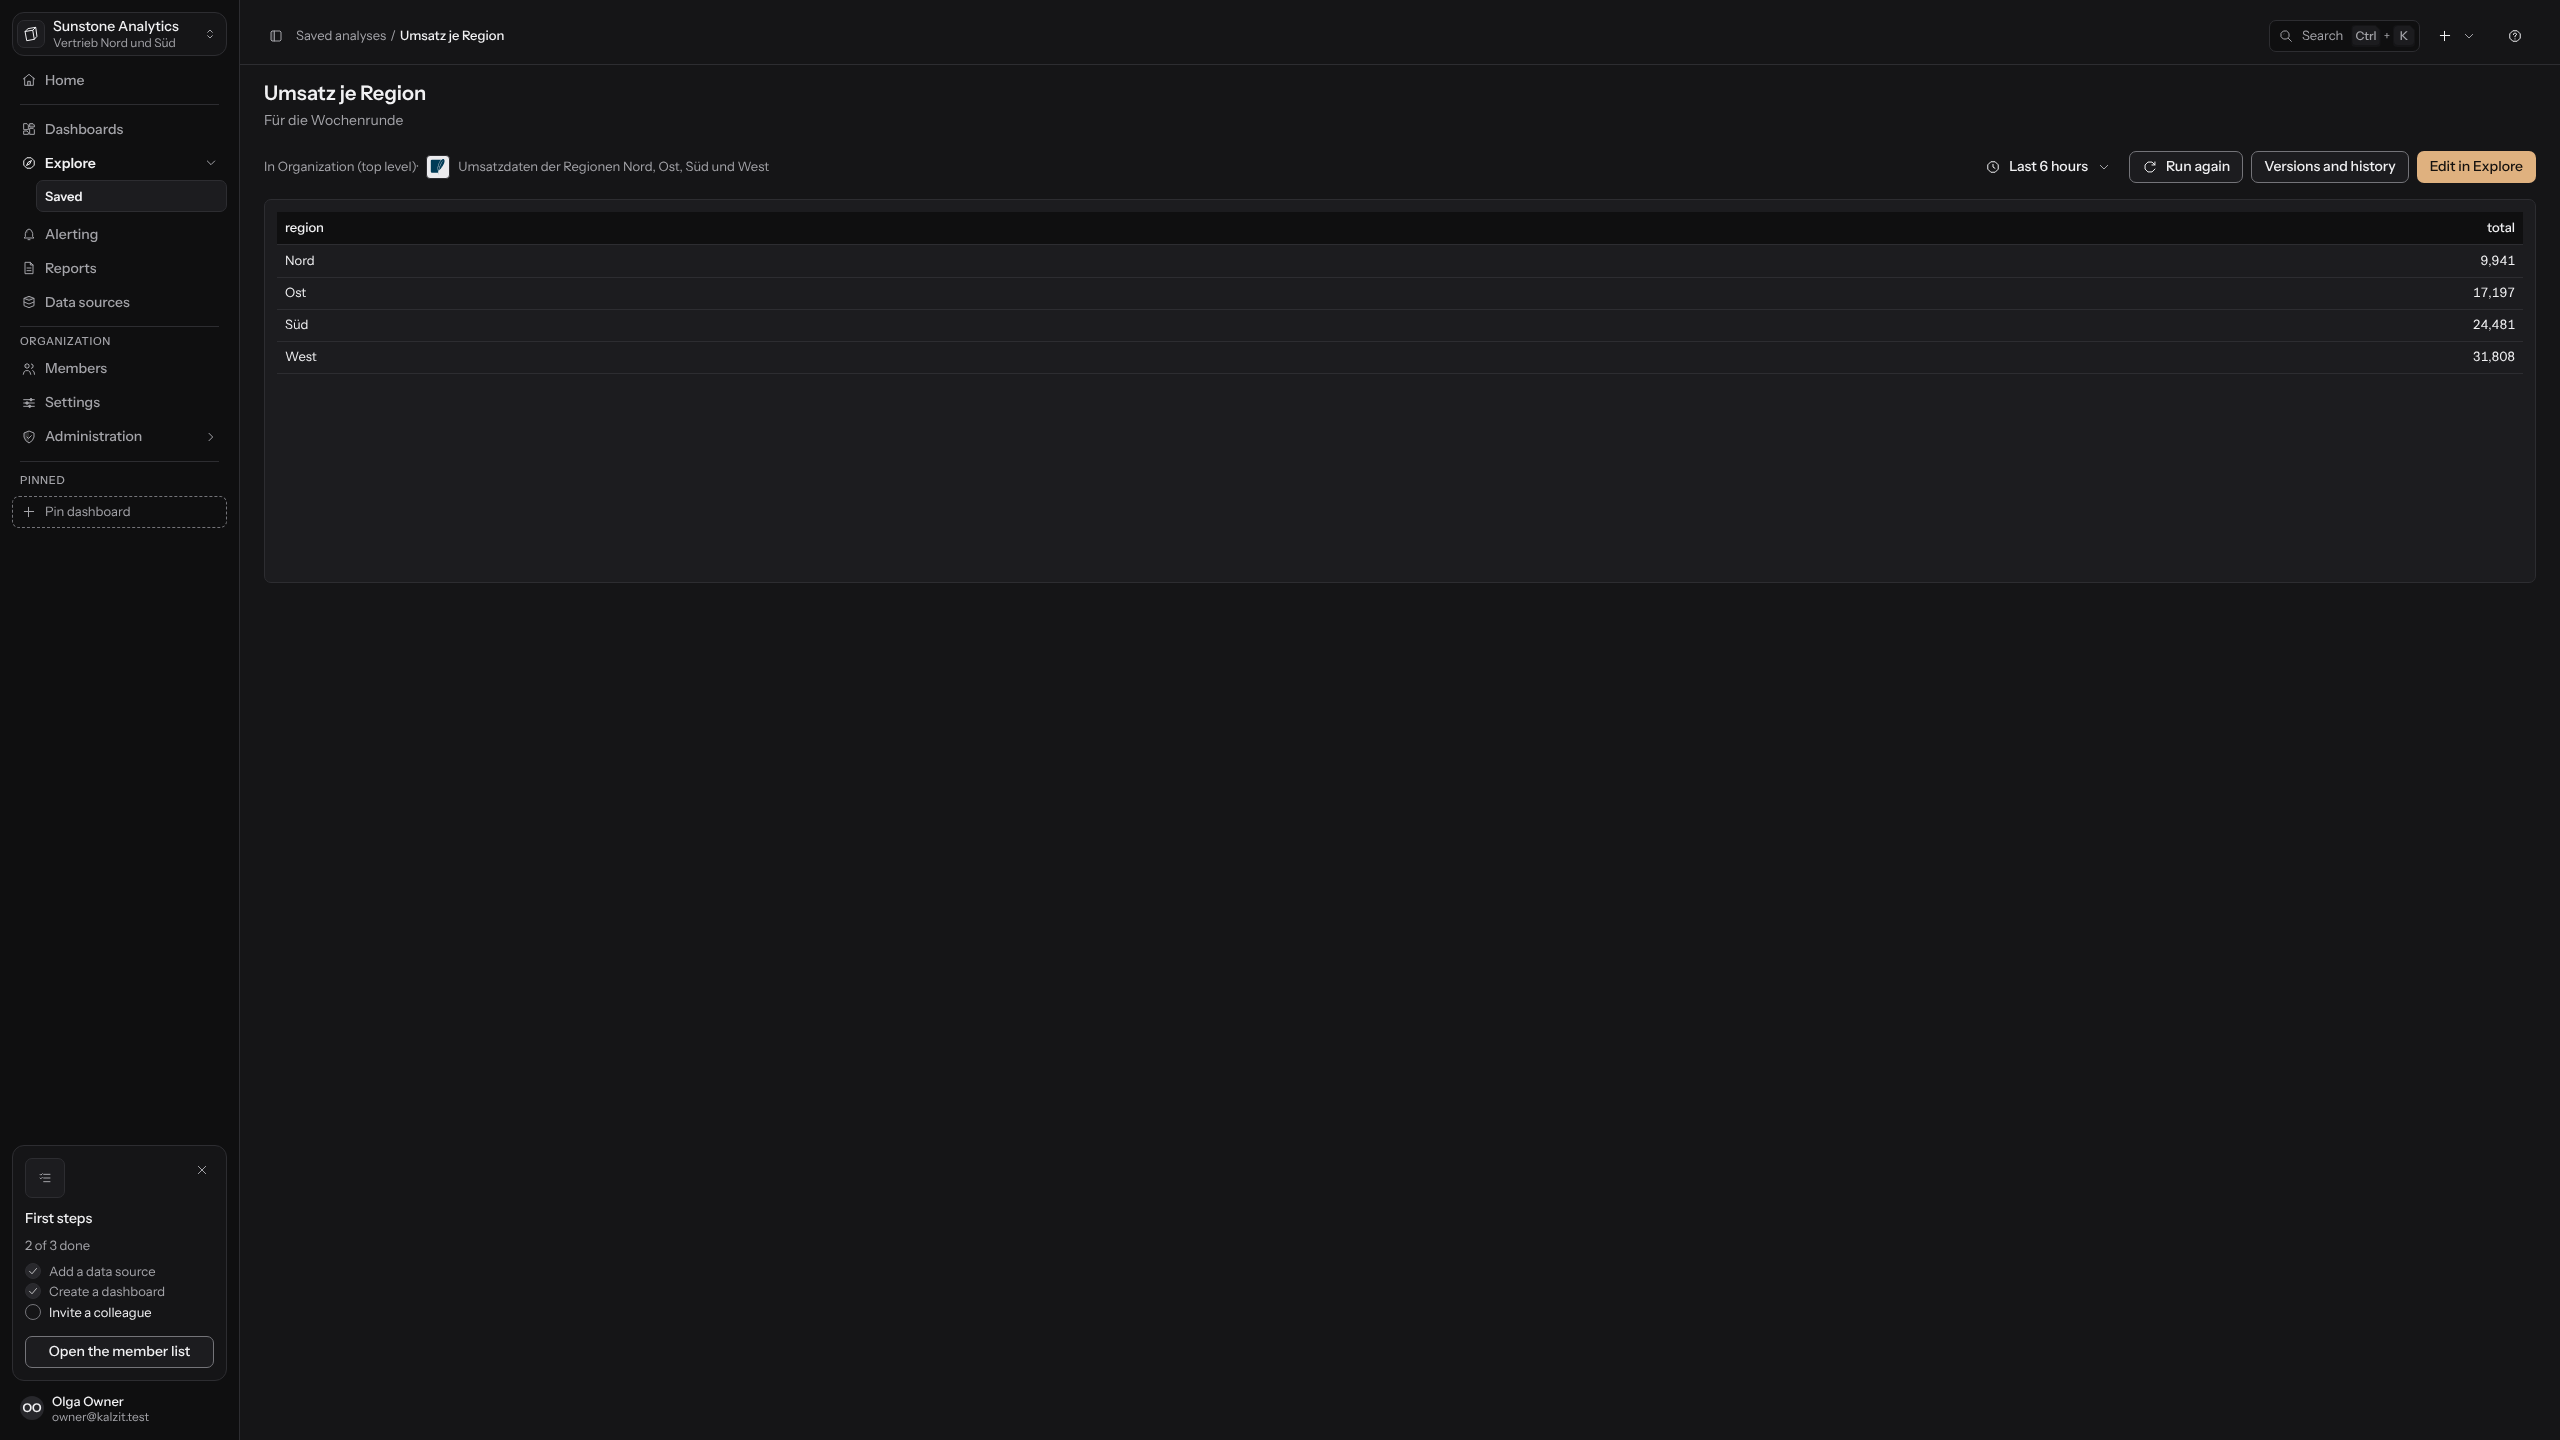 Sunstone Analytics
Vertrieb Nord und Süd
Home
Dashboards
Explore
Saved
Alerting
Reports
Data sources
ORGANIZATION
Members
Settings
Administration
PINNED
Pin dashboard
First steps
2 of 3 done
Add a data source
Create a dashboard
Invite a colleague
Open the member list
OO Olga Owner
owner@kalzit.test
Saved analyses / Umsatz je Region
Search Ctrl + K
Umsatz je Region
Für die Wochenrunde
In Organization (top level)· Umsatzdaten der Regionen Nord, Ost, Süd und West
Last 6 hours Run again Versions and history Edit in Explore
region total
Nord 9,941
Ost 17,197
Süd 24,481
West 31,808